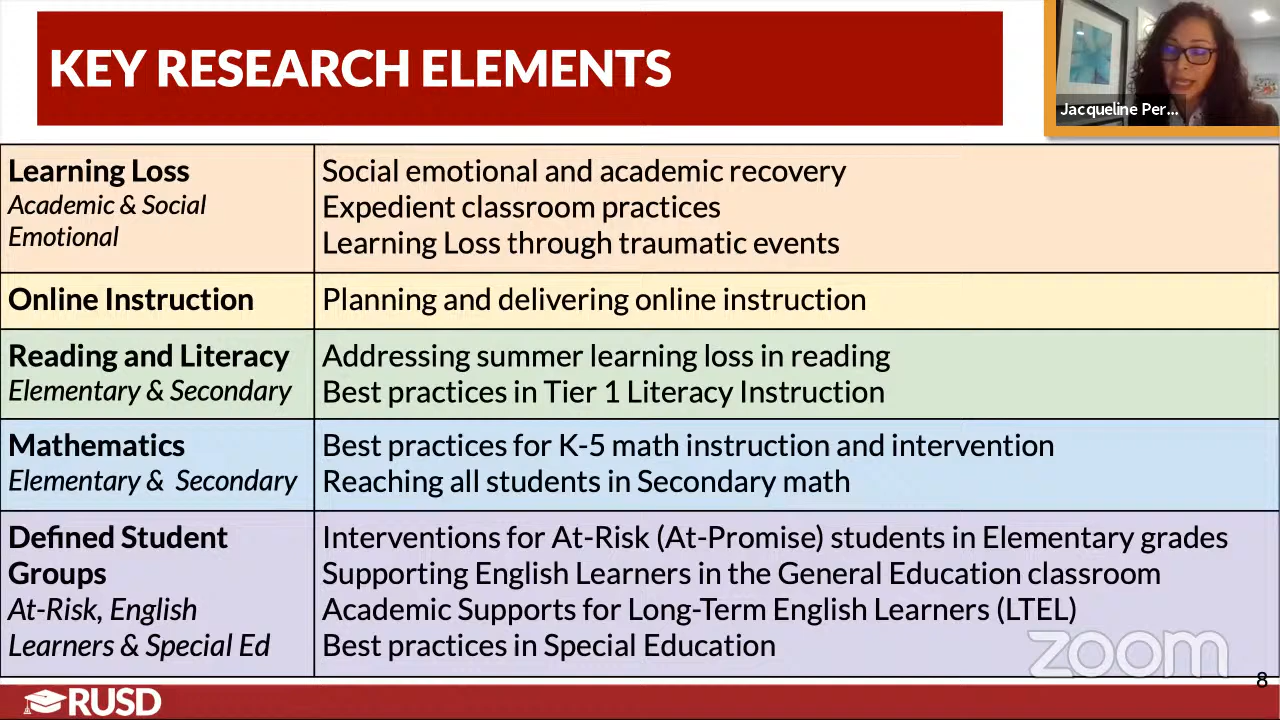 KEY RESEARCH ELEMENTS
Jacqueline Per...
Learning Loss
Academic & Social
Emotional
Social emotional and academic recovery
Expedient classroom practices
Learning Loss through traumatic events
Online Instruction
Planning and delivering online instruction
Reading and Literacy
Elementary & Secondary
Addressing summer learning loss in reading
Best practices in Tier 1 Literacy Instruction
Mathematics
Elementary & Secondary
Best practices for K-5 math instruction and intervention
Reaching all students in Secondary math
Defined Student
Groups
At-Risk, English
Learners & Special Ed
Interventions for At-Risk (At-Promise) students in Elementary grades
Supporting English Learners in the General Education classroom
Academic Supports for Long-Term English Learners (LTEL)
Best practices in Special Education
zoom
8
RUSD